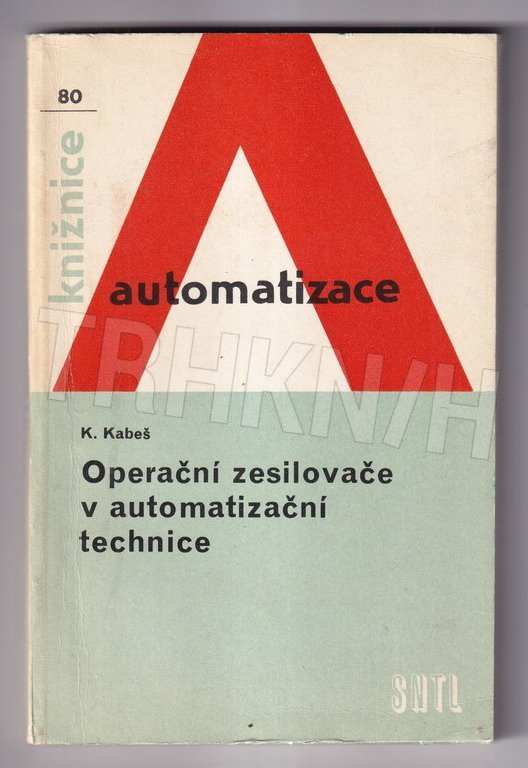 80
knižnice
automatizace
TRHKNIH
K. Kabeš
Operační zesilovače
v automatizační
technice
SNTL